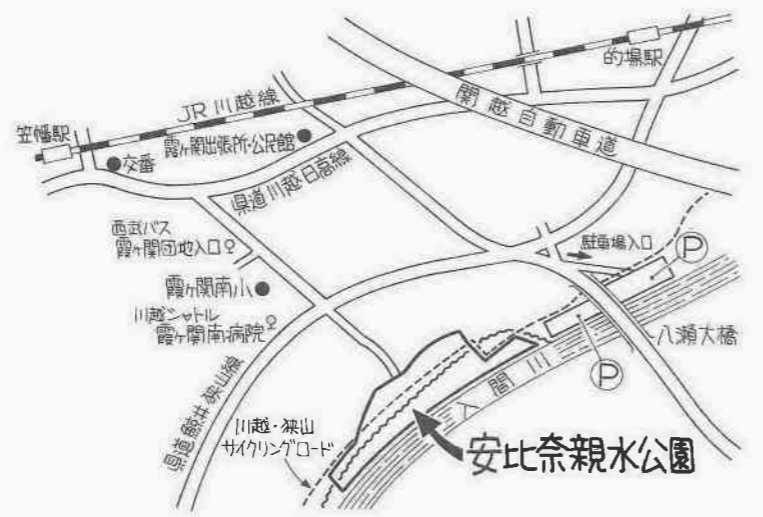 的場駅
JR川越線
関越自動車道
笠幡駅
霞ヶ関出張所・公民館
交番
県道川越日高線
西武バス
霞ヶ関団地入口
駐車場入口
P
霞ヶ関南小
川越シャトル
霞ヶ関南病院
八瀬大橋
P
入間川
県道鯨井狭山線
川越・狭山
サイクリングロード
安比奈親水公園